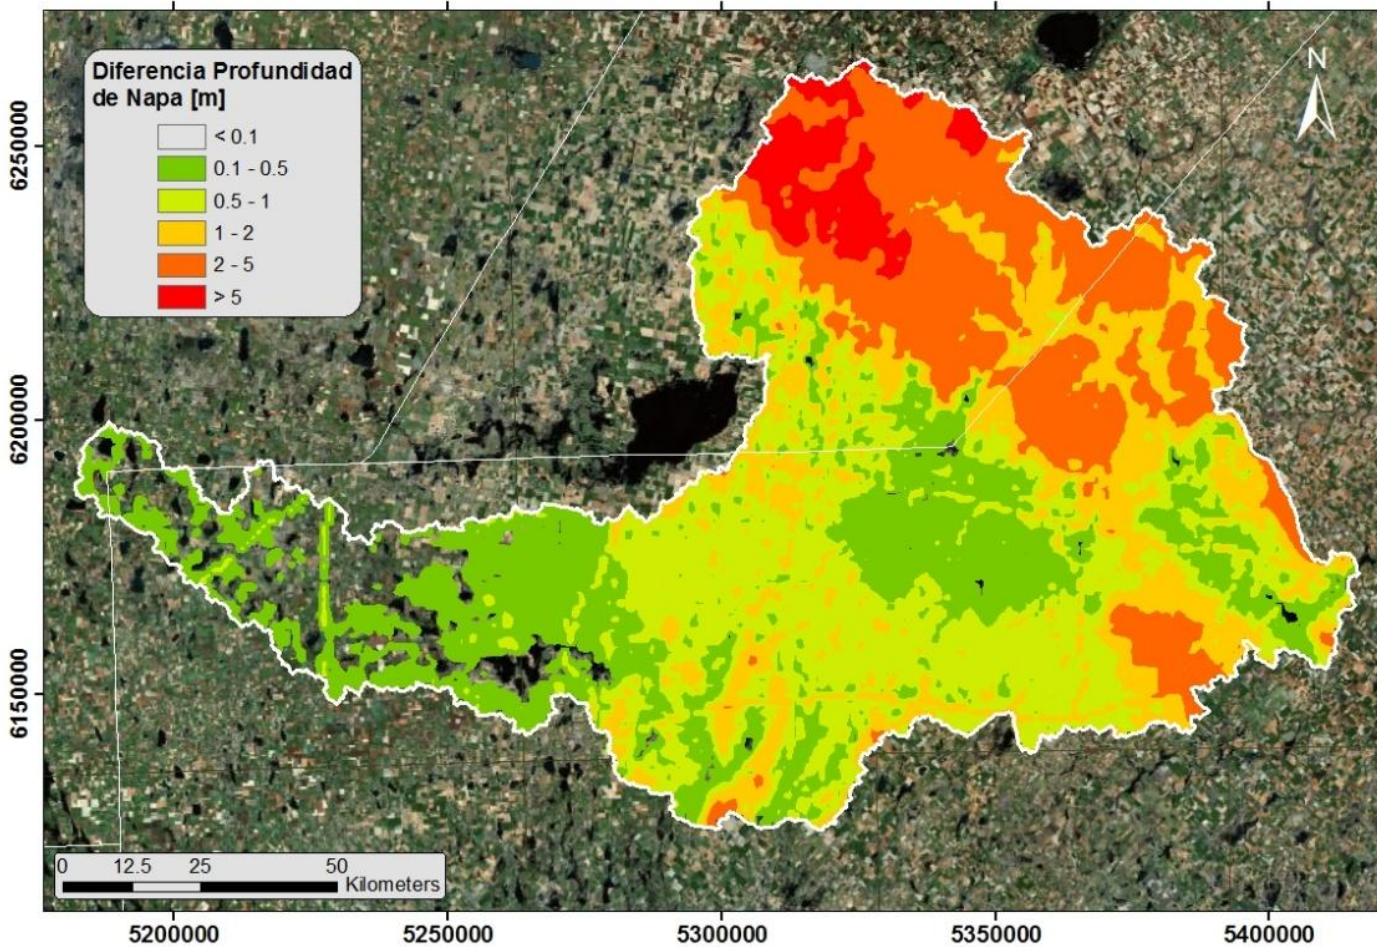 Diferencia Profundidad
de Napa [m]
< 0.1
0.1 - 0.5
0.5 - 1
1 - 2
2 - 5
> 5
N
6250000
6200000
6150000
0 12.5 25 50
Kilometers
5200000 5250000 5300000 5350000 5400000